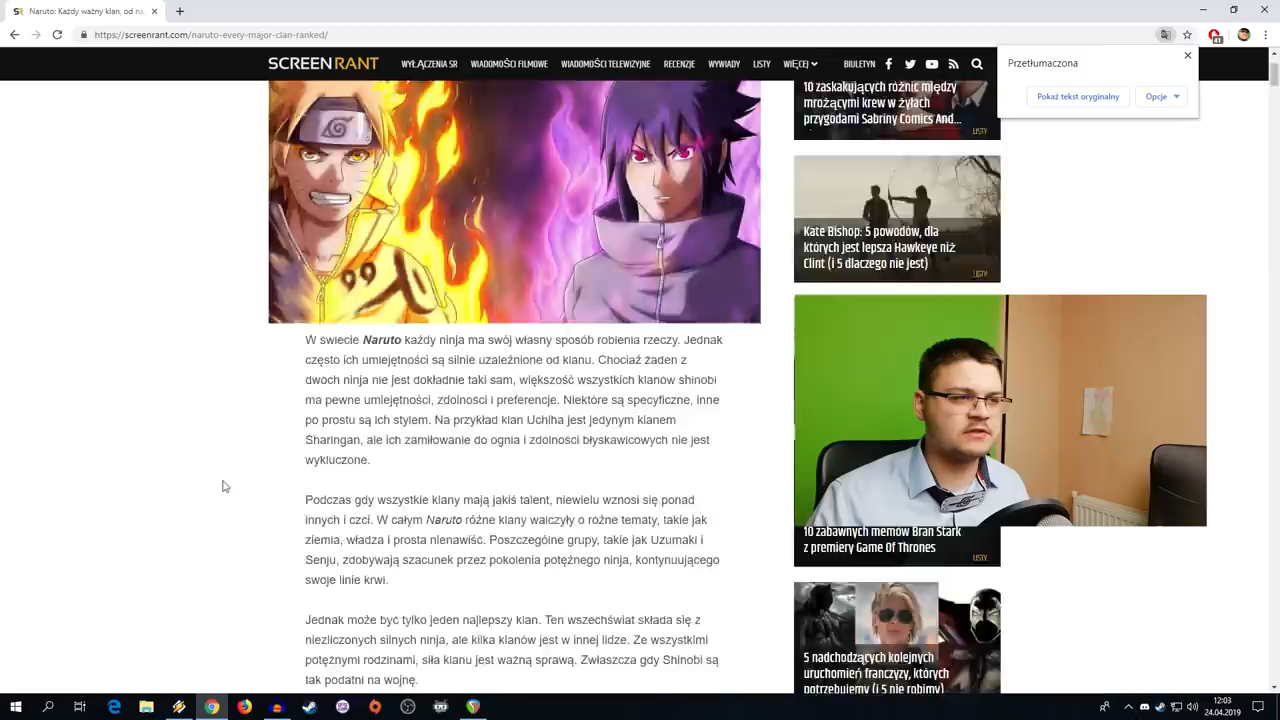 Naruto: Każdy ważny klan, od na
https://screenrant.com/naruto-every-major-clan-ranked/
41
Przetłumaczona
Pokaż tekst oryginalny
Opcje
SCREENRANT
WYŁĄCZENIA SR
WIADOMOŚCI FILMOWE
WIADOMOŚCI TELEWIZYJNE
RECENZJE
WYWIADY
LISTY
WIĘCEJ
BIULETYN
10 zaskakujących różnic między
mrożącymi krew w żyłach
przygodami Sabriny Comics And...
LISTY
Kate Bishop: 5 powodów, dla
których jest lepsza Hawkeye niż
Clint (i 5 dlaczego nie jest)
LISTY
W świecie Naruto każdy ninja ma swój własny sposób robienia rzeczy. Jednak
często ich umiejętności są silnie uzależnione od klanu. Chociaż żaden z
dwóch ninja nie jest dokładnie taki sam, większość wszystkich klanów shinobi
ma pewne umiejętności, zdolności i preferencje. Niektóre są specyficzne, inne
po prostu są ich stylem. Na przykład klan Uchiha jest jedynym klanem
Sharingan, ale ich zamiłowanie do ognia i zdolności błyskawicowych nie jest
wykluczone.
Podczas gdy wszystkie klany mają jakiś talent, niewielu wznosi się ponad
innych i czci. W całym Naruto różne klany walczyły o różne tematy, takie jak
ziemia, władza i prosta nienawiść. Poszczególne grupy, takie jak Uzumaki i
Senju, zdobywają szacunek przez pokolenia potężnego ninja, kontynuującego
swoje linie krwi.
10 zabawnych memów Bran Stark
z premiery Game Of Thrones
LISTY
Jednak może być tylko jeden najlepszy klan. Ten wszechświat składa się z
niezliczonych silnych ninja, ale kilka klanów jest w innej lidze. Ze wszystkimi
potężnymi rodzinami, siła klanu jest ważną sprawą. Zwłaszcza gdy Shinobi są
tak podatni na wojnę.
5 nadchodzących kolejnych
uruchomień franczyzy, których
potrzebujemy (i 5 nie robimy)
12:03
24.04.2019